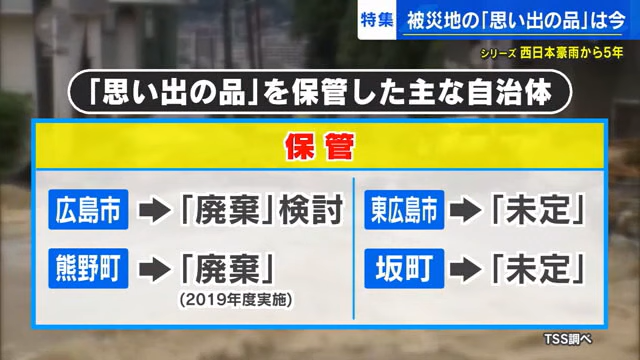 特集
被災地の「思い出の品」は今
シリーズ 西日本豪雨から5年
「思い出の品」を保管した主な自治体
保管
広島市 ➡ 「廃棄」検討
東広島市 ➡ 「未定」
熊野町 ➡ 「廃棄」
(2019年度実施)
坂町 ➡ 「未定」
TSS調べ